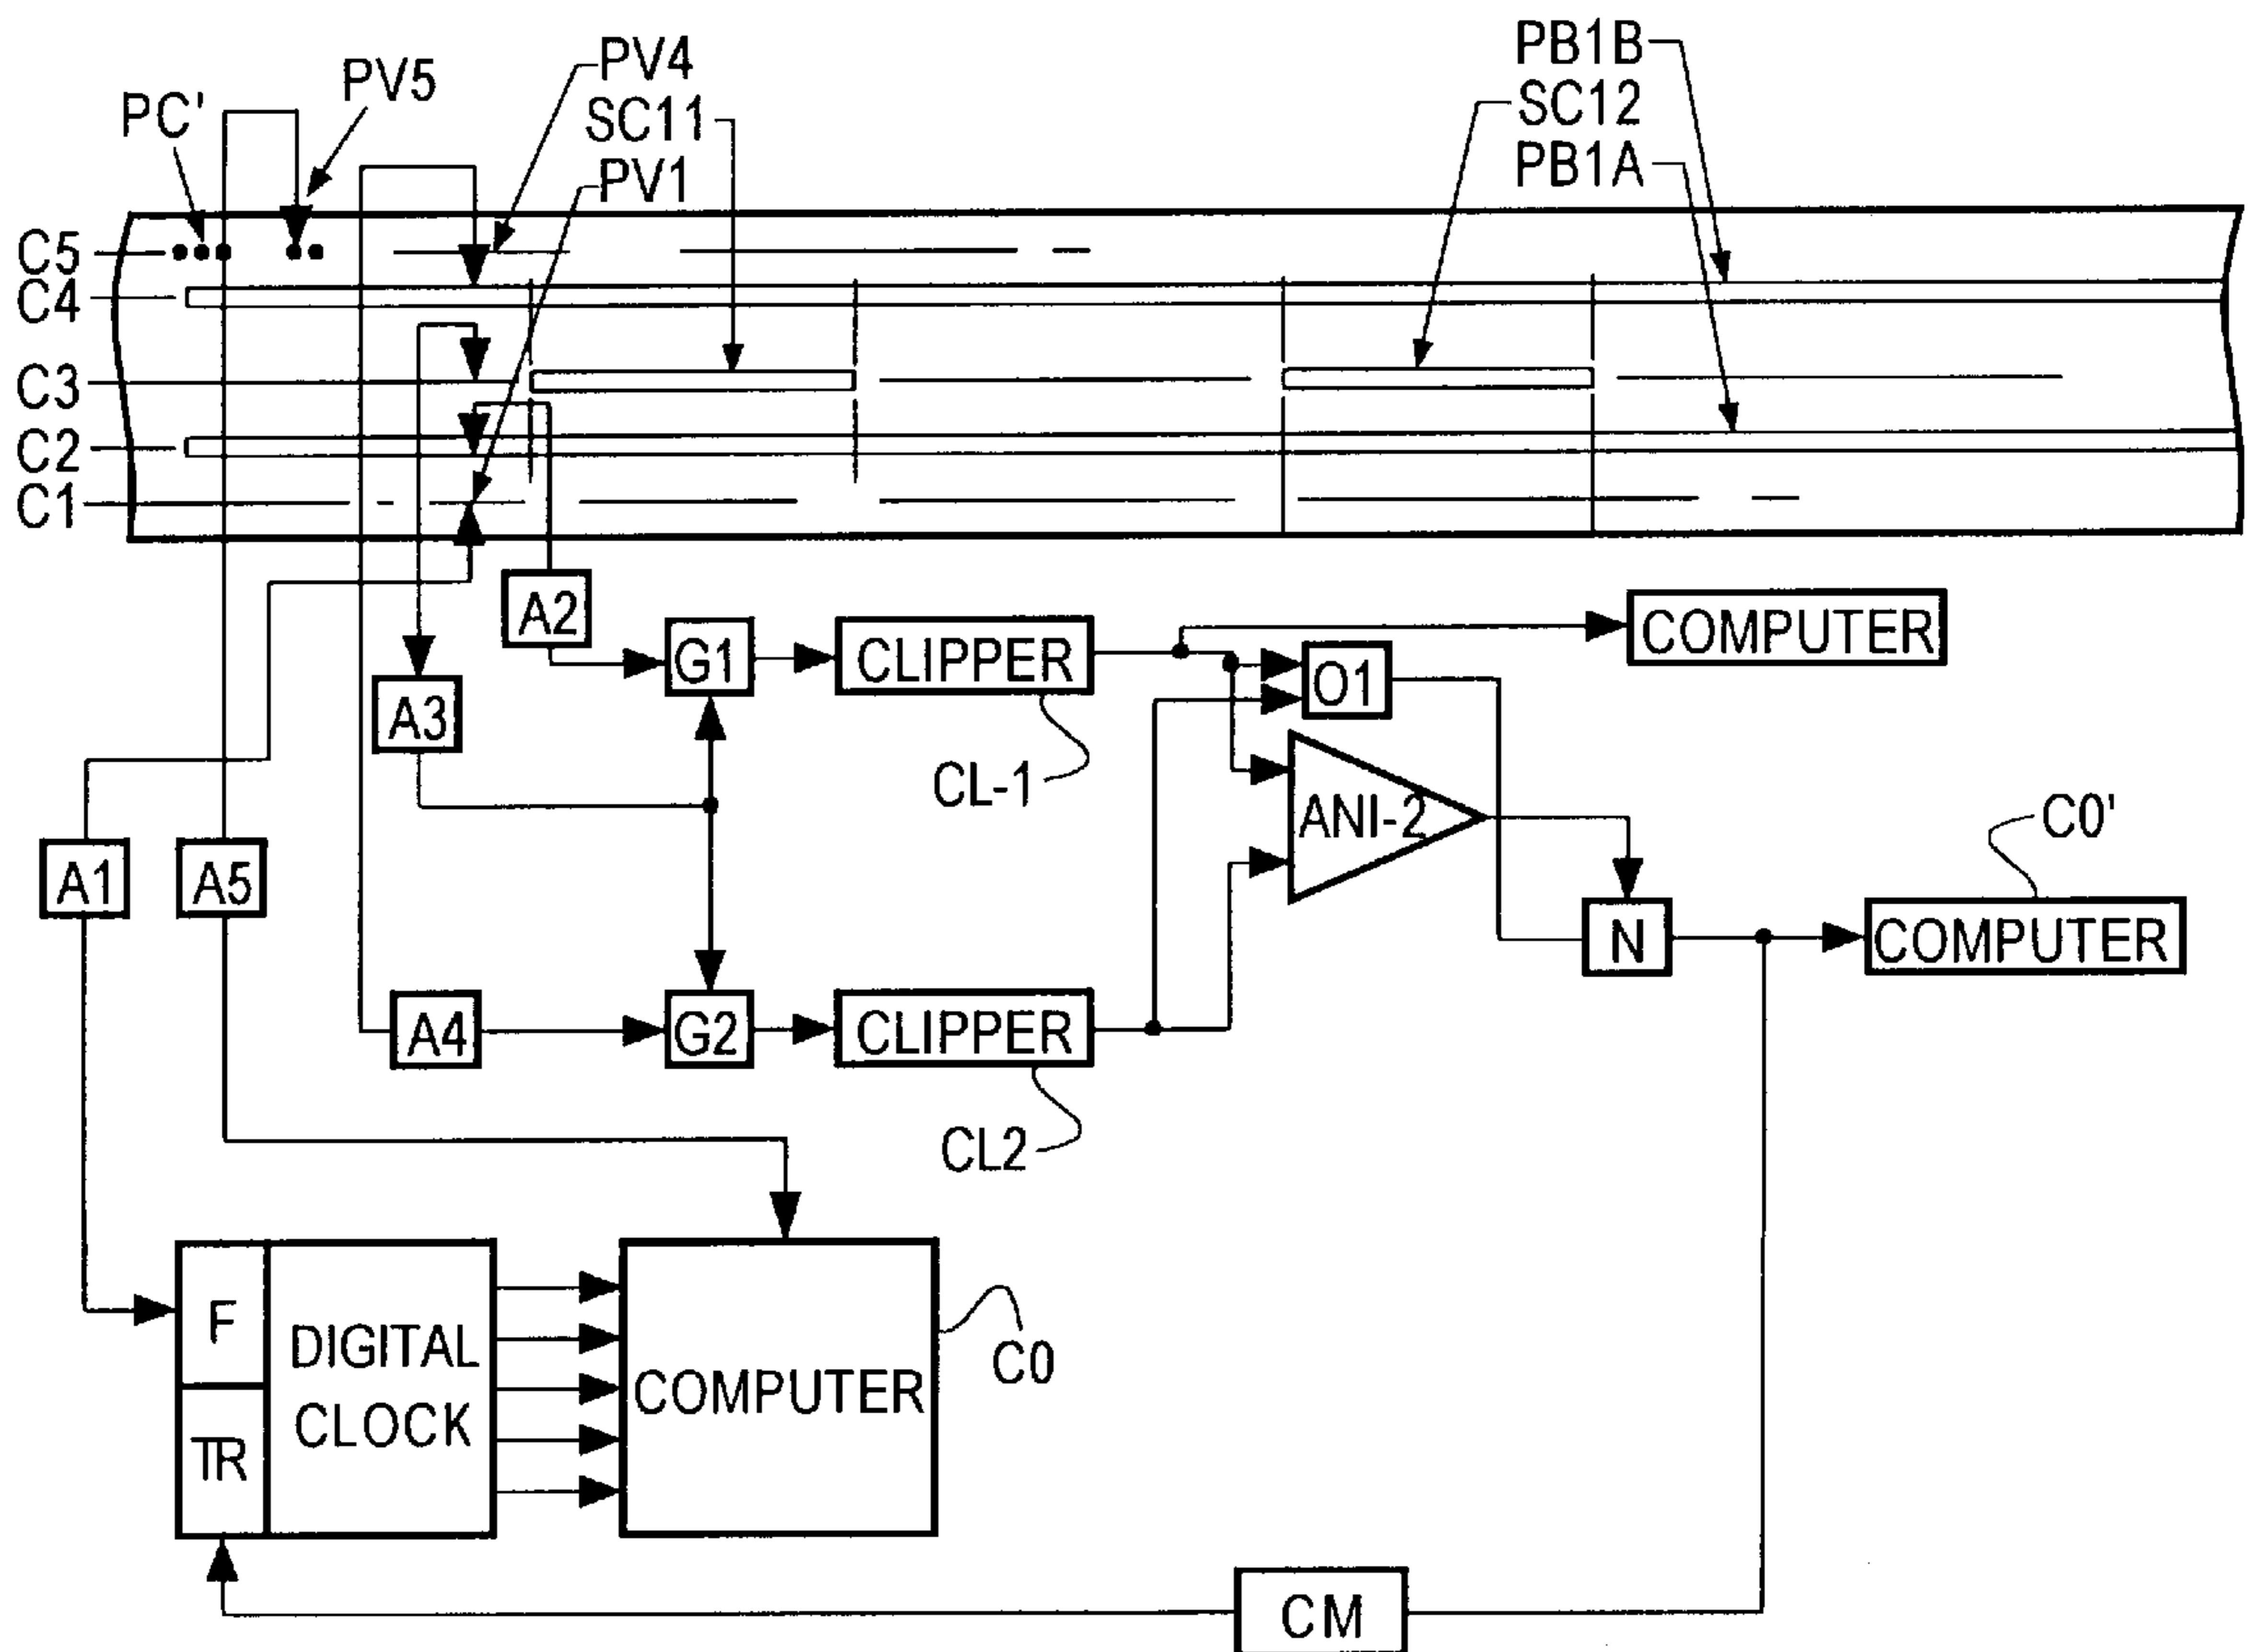 PB1B
PV4
SC12
PV5
SC11
PC'
PB1A
PV1
C5
C4
C3
C2
C1
A2
COMPUTER
G1
CLIPPER
O1
A3
CL-1
ANI-2
C0'
A1
A5
N
COMPUTER
A4
G2
CLIPPER
CL2
F
DIGITAL
CLOCK
C0
COMPUTER
TR
CM